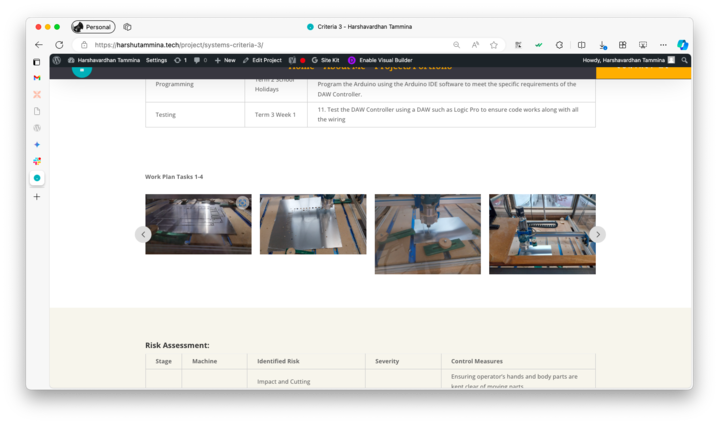 Personal
Criteria 3 - Harshavardhan Tammina
https://harshutammina.tech/project/systems-criteria-3/
Harshavardhan Tammina Settings 1 0 New Edit Project Site Kit Enable Visual Builder Howdy, Harshavardhan Tammina
Programming
Term 2 School
Holidays
Program the Arduino using the Arduino IDE software to meet the specific requirements of the
DAW Controller.
Testing
Term 3 Week 1
11. Test the DAW Controller using a DAW such as Logic Pro to ensure code works along with all
the wiring
Work Plan Tasks 1-4
Risk Assessment:
Stage Machine Identified Risk Severity Control Measures
Impact and Cutting
Ensuring operator's hands and body parts are
kept clear of moving parts